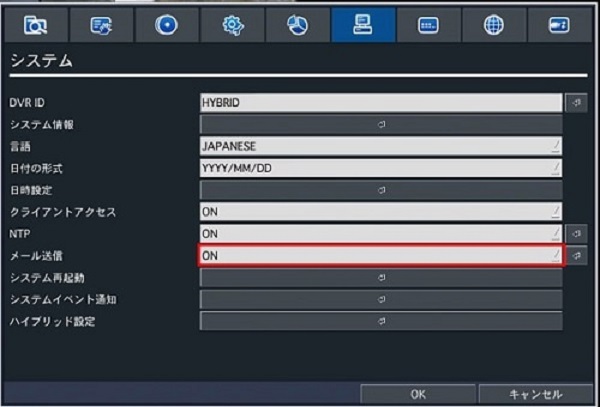 システム
DVR ID HYBRID
システム情報
言語 JAPANESE
日付の形式 YYYY/MM/DD
日時設定
クライアントアクセス ON
NTP ON
メール送信 ON
システム再起動
システムイベント通知
ハイブリッド設定
OK キャンセル